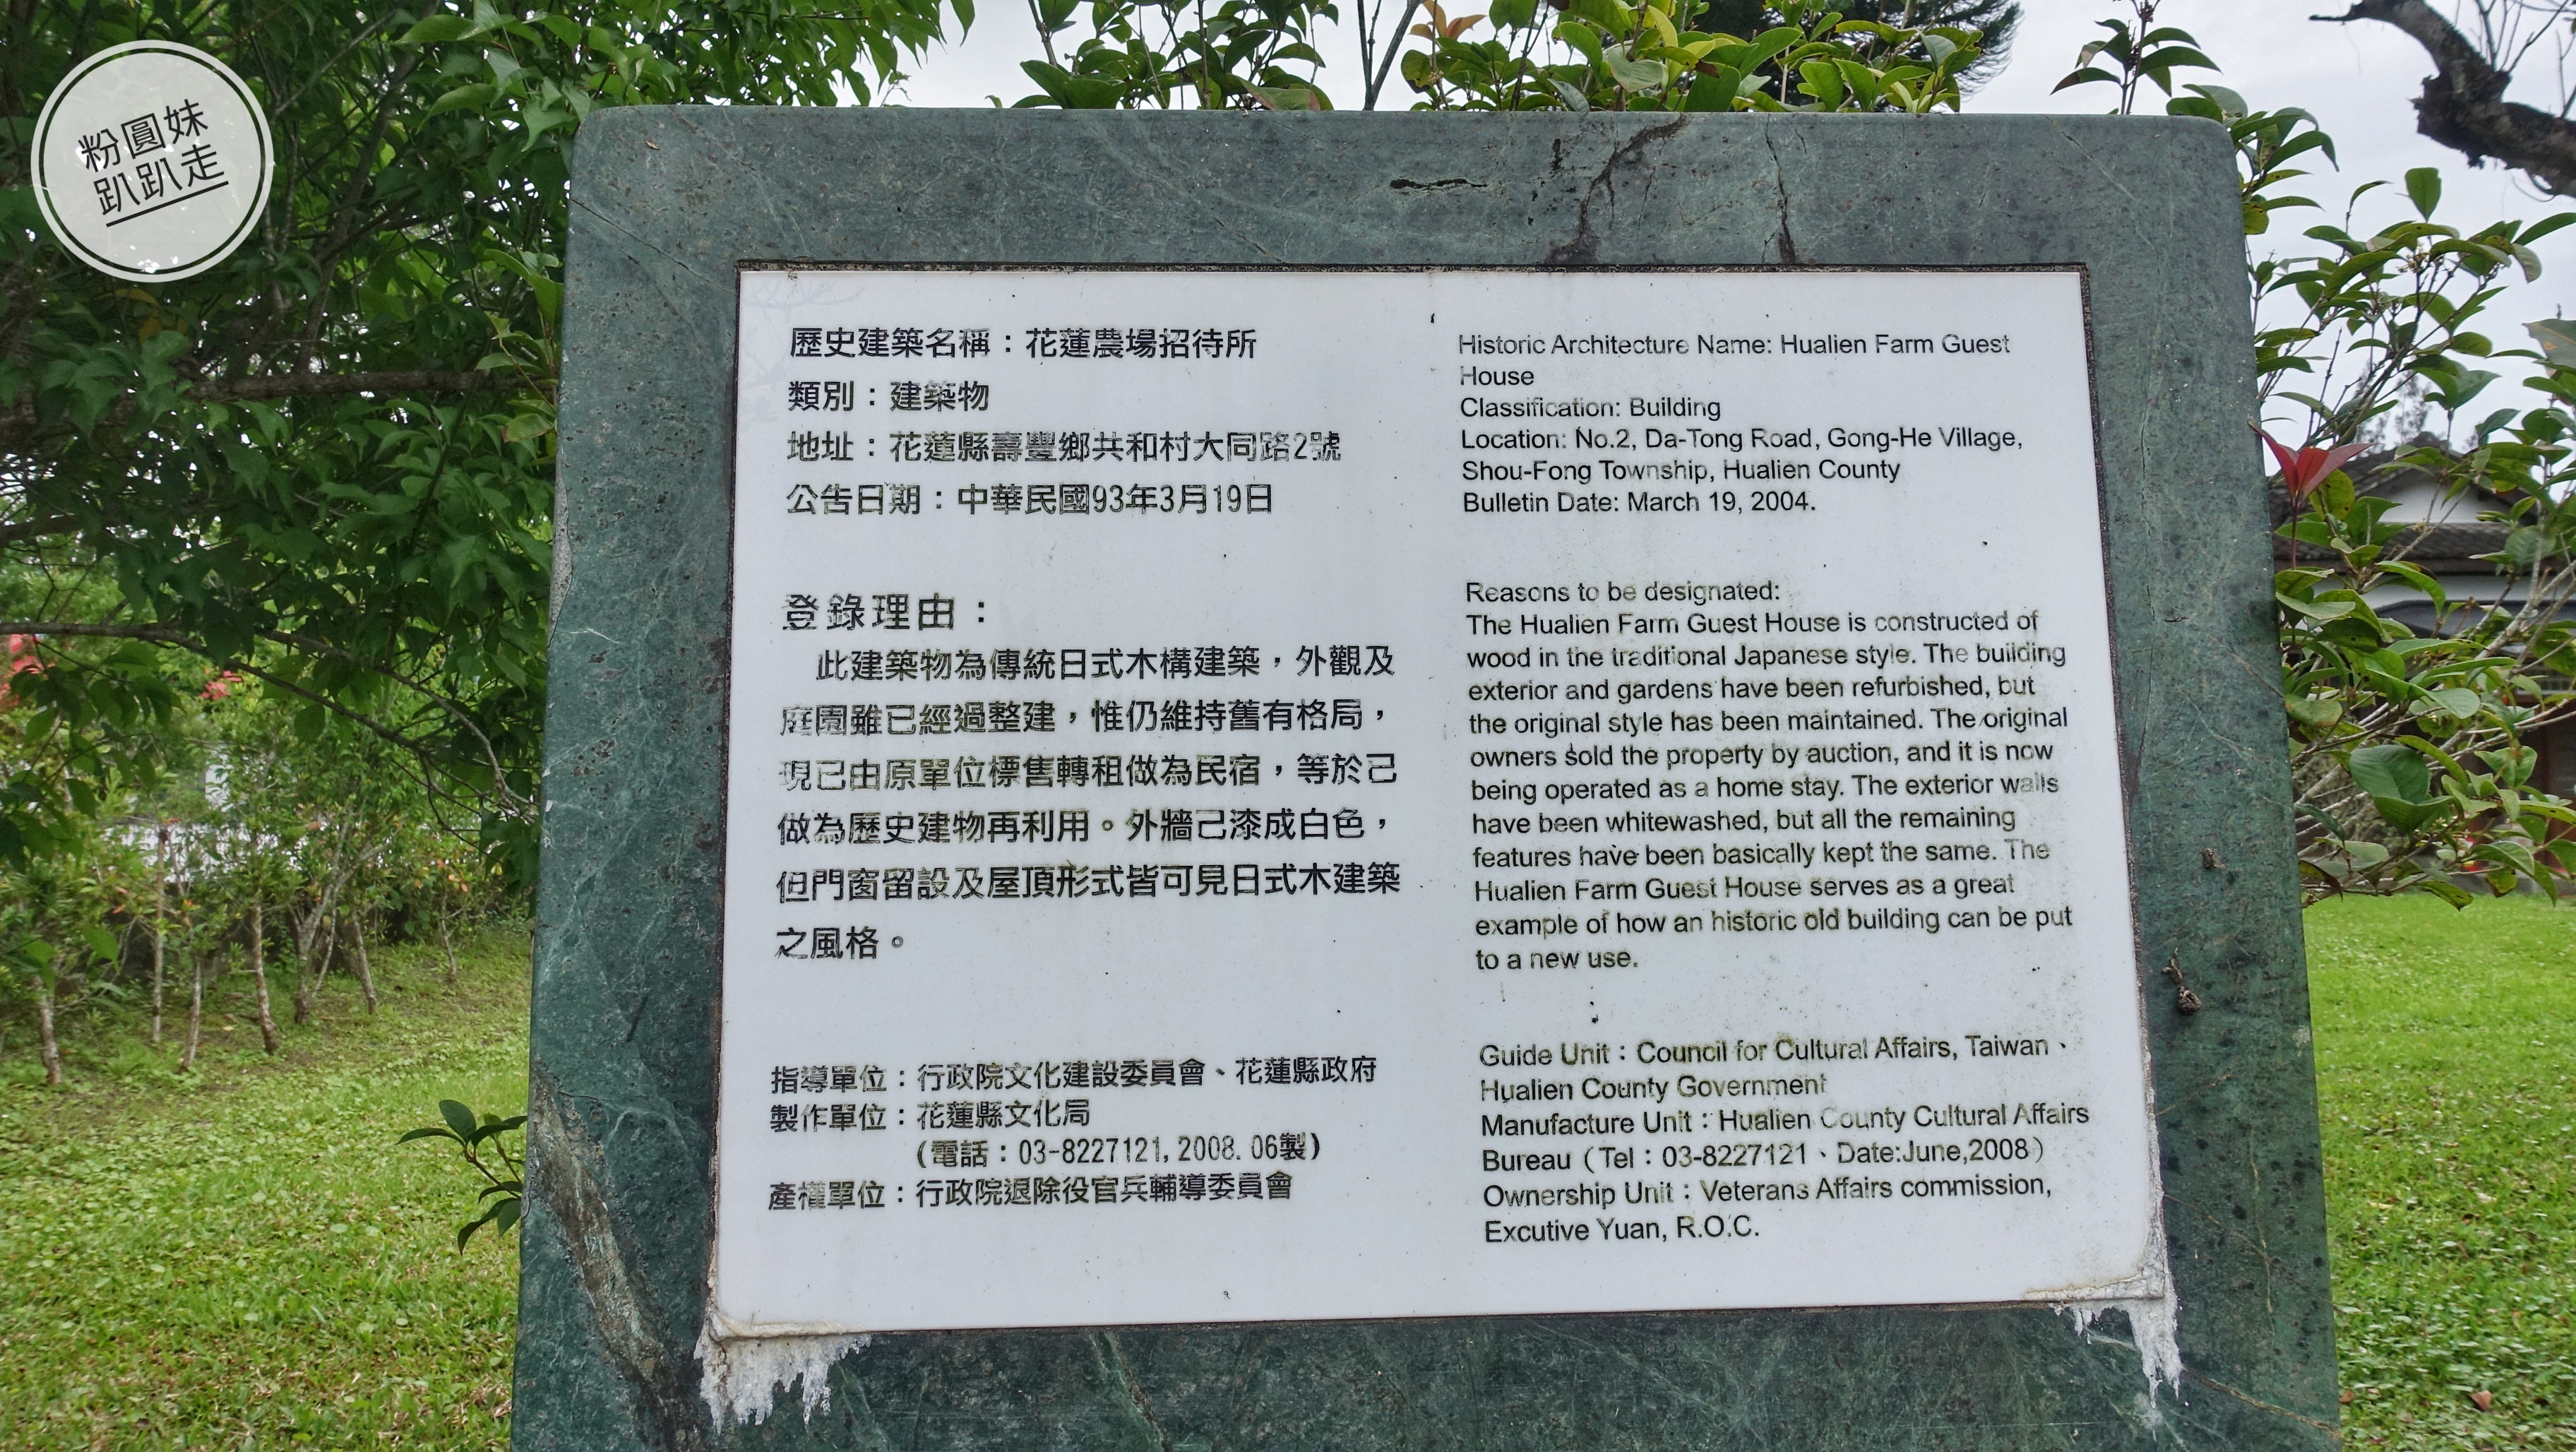 粉圓妹
趴趴走
歷史建築名稱：花蓮農場招待所
類別：建築物
地址：花蓮縣壽豐鄉共和村大同路2號
公告日期：中華民國93年3月19日
登錄理由：
此建築物為傳統日式木構建築，外觀及
庭園雖已經過整建，惟仍維持舊有格局，
現已由原單位標售轉租做為民宿，等於己
做為歷史建物再利用。外牆己漆成白色，
但門窗留設及屋頂形式皆可見日式木建築
之風格。
指導單位：行政院文化建設委員會、花蓮縣政府
製作單位：花蓮縣文化局
(電話：03-8227121,2008.06製)
產權單位：行政院退除役官兵輔導委員會
Historic Architecture Name: Hualien Farm Guest
House
Classification: Building
Location: No.2, Da-Tong Road, Gong-He Village,
Shou-Fong Township, Hualien County
Bulletin Date: March 19, 2004.
Reasons to be designated:
The Hualien Farm Guest House is constructed of
wood in the traditional Japanese style. The building
exterior and gardens have been refurbished, but
the original style has been maintained. The original
owners sold the property by auction, and it is now
being operated as a home stay. The exterior walls
have been whitewashed, but all the remaining
features have been basically kept the same. The
Hualien Farm Guest House serves as a great
example of how an historic old building can be put
to a new use.
Guide Unit：Council for Cultural Affairs, Taiwan、
Hualien County Government
Manufacture Unit：Hualien County Cultural Affairs
Bureau（Tel：03-8227121、Date:June,2008）
Ownership Unit：Veterans Affairs commission,
Excutive Yuan, R.O.C.